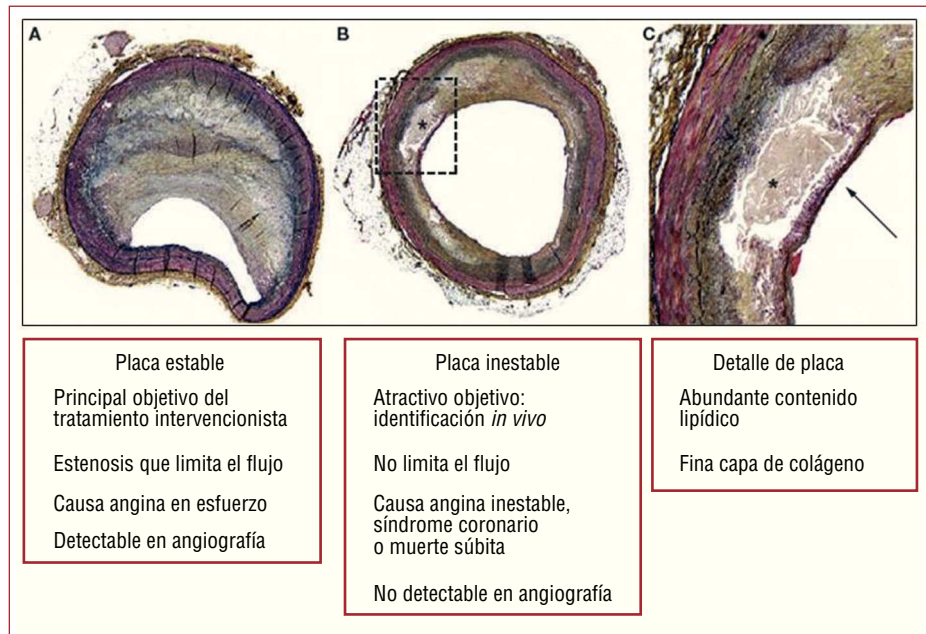 A
B
C
*
*
Placa estable
Principal objetivo del
tratamiento intervencionista
Estenosis que limita el flujo
Causa angina en esfuerzo
Detectable en angiografía
Placa inestable
Atractivo objetivo:
identificación in vivo
No limita el flujo
Causa angina inestable,
síndrome coronario
o muerte súbita
No detectable en angiografía
Detalle de placa
Abundante contenido
lipídico
Fina capa de colágeno